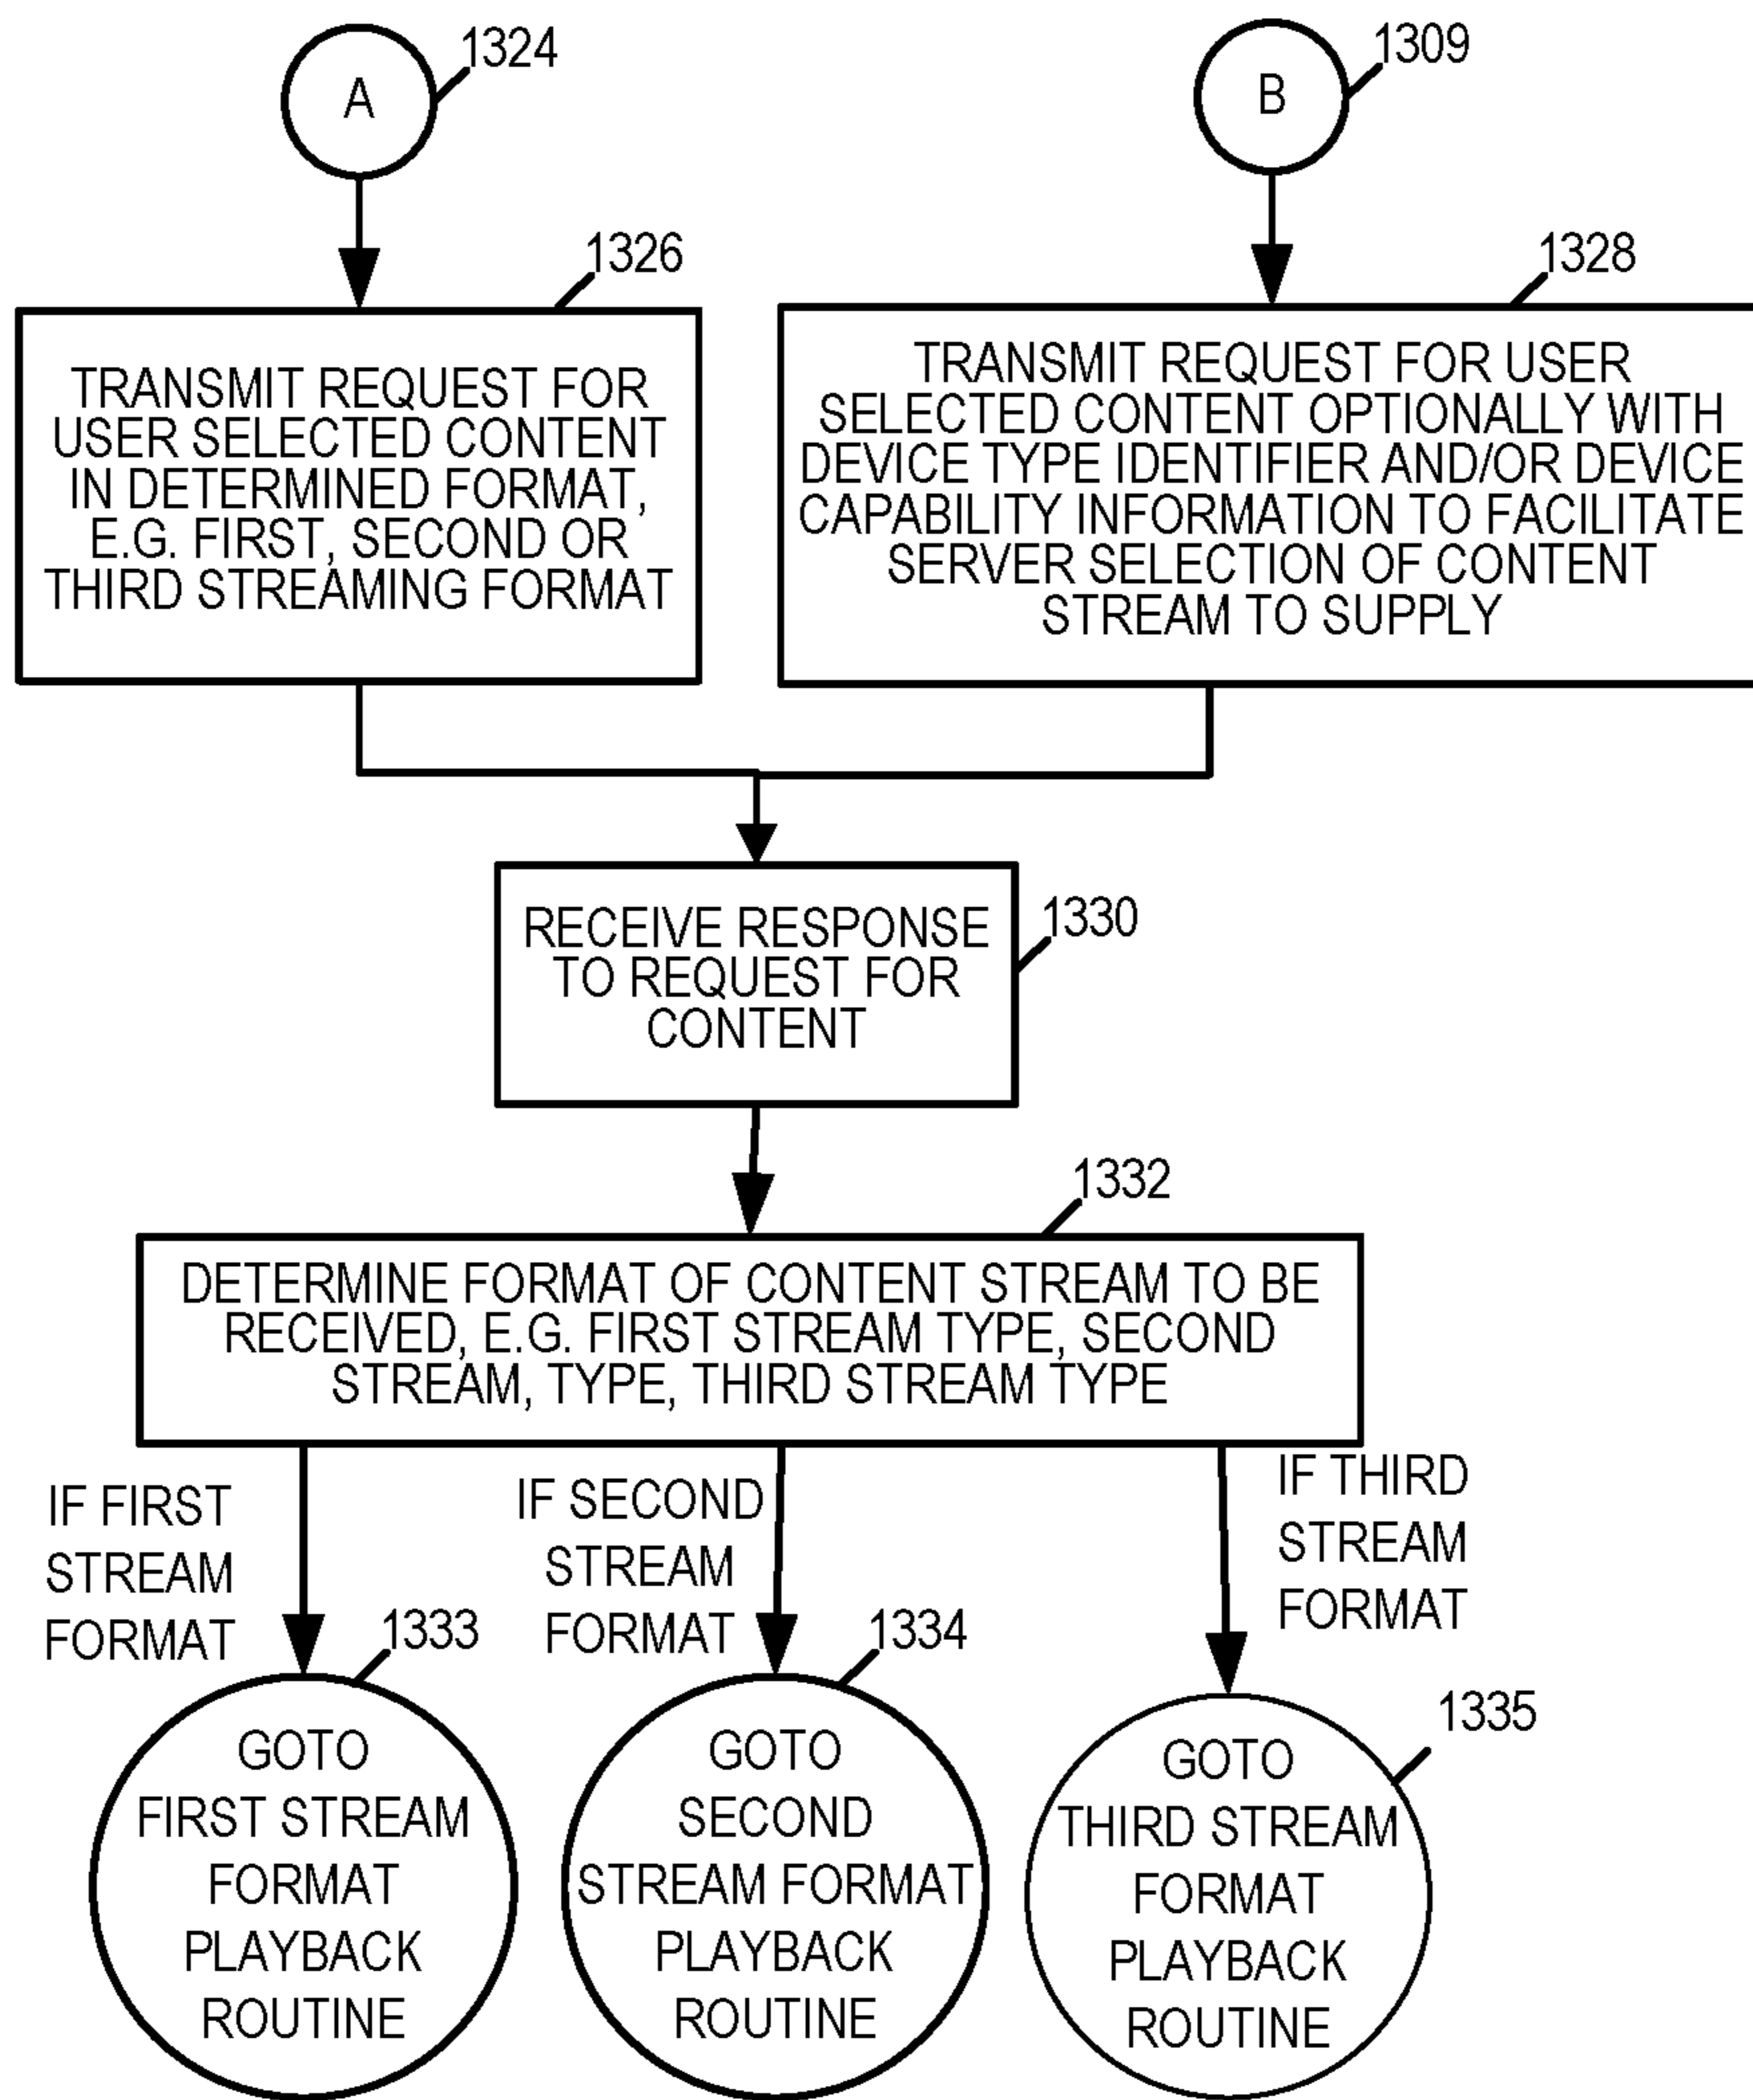 1324
A
1309
B
1326
TRANSMIT REQUEST FOR
USER SELECTED CONTENT
IN DETERMINED FORMAT,
E.G. FIRST, SECOND OR
THIRD STREAMING FORMAT
1328
TRANSMIT REQUEST FOR USER
SELECTED CONTENT OPTIONALLY WITH
DEVICE TYPE IDENTIFIER AND/OR DEVICE
CAPABILITY INFORMATION TO FACILITATE
SERVER SELECTION OF CONTENT
STREAM TO SUPPLY
RECEIVE RESPONSE
TO REQUEST FOR
CONTENT
1330
1332
DETERMINE FORMAT OF CONTENT STREAM TO BE
RECEIVED, E.G. FIRST STREAM TYPE, SECOND
STREAM, TYPE, THIRD STREAM TYPE
IF FIRST
STREAM
FORMAT
IF SECOND
STREAM
FORMAT
IF THIRD
STREAM
FORMAT
1333
GOTO
FIRST STREAM
FORMAT
PLAYBACK
ROUTINE
1334
GOTO
SECOND
STREAM FORMAT
PLAYBACK
ROUTINE
1335
GOTO
THIRD STREAM
FORMAT
PLAYBACK
ROUTINE